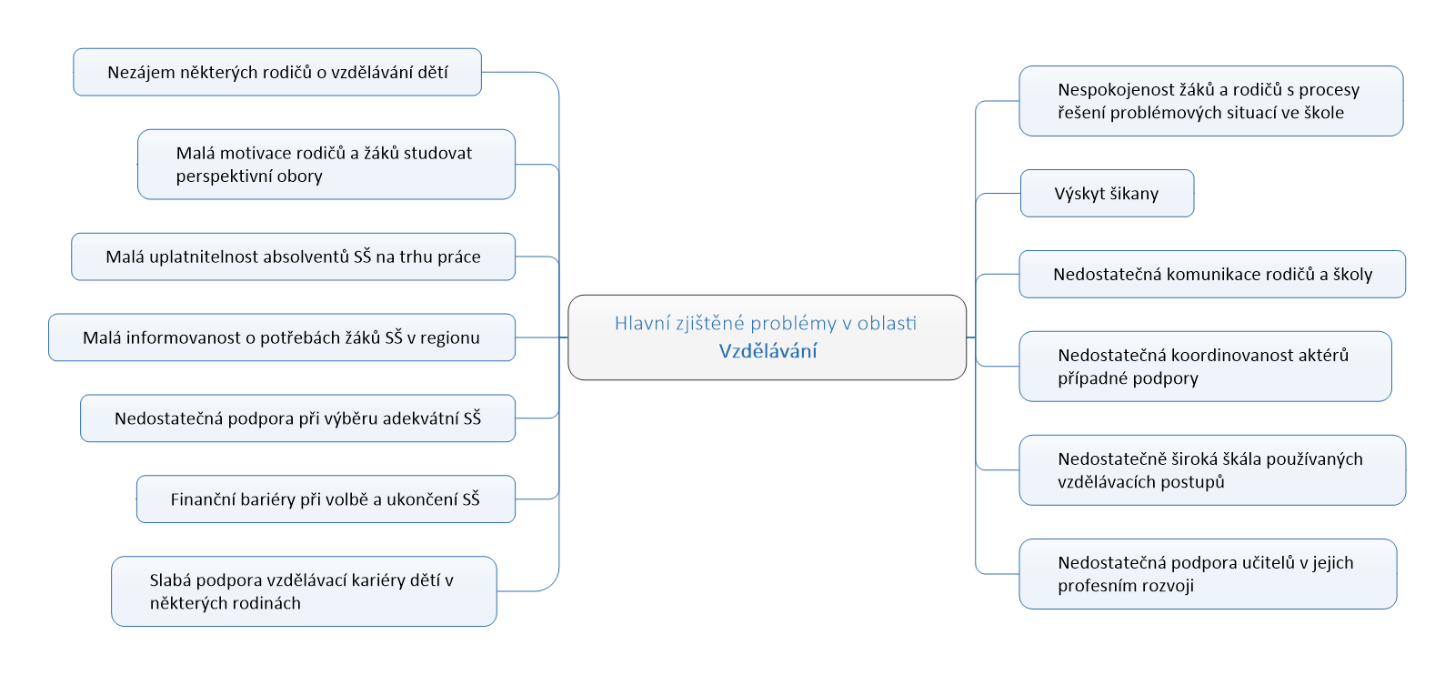 Nezájem některých rodičů o vzdělávání dětí
Malá motivace rodičů a žáků studovat
perspektivní obory
Malá uplatnitelnost absolventů SŠ na trhu práce
Malá informovanost o potřebách žáků SŠ v regionu
Nedostatečná podpora při výběru adekvátní SŠ
Finanční bariéry při volbě a ukončení SŠ
Slabá podpora vzdělávací kariéry dětí v
některých rodinách
Hlavní zjištěné problémy v oblasti
Vzdělávání
Nespokojenost žáků a rodičů s procesy
řešení problémových situací ve škole
Výskyt šikany
Nedostatečná komunikace rodičů a školy
Nedostatečná koordinovanost aktérů
případné podpory
Nedostatečně široká škála používaných
vzdělávacích postupů
Nedostatečná podpora učitelů v jejich
profesním rozvoji